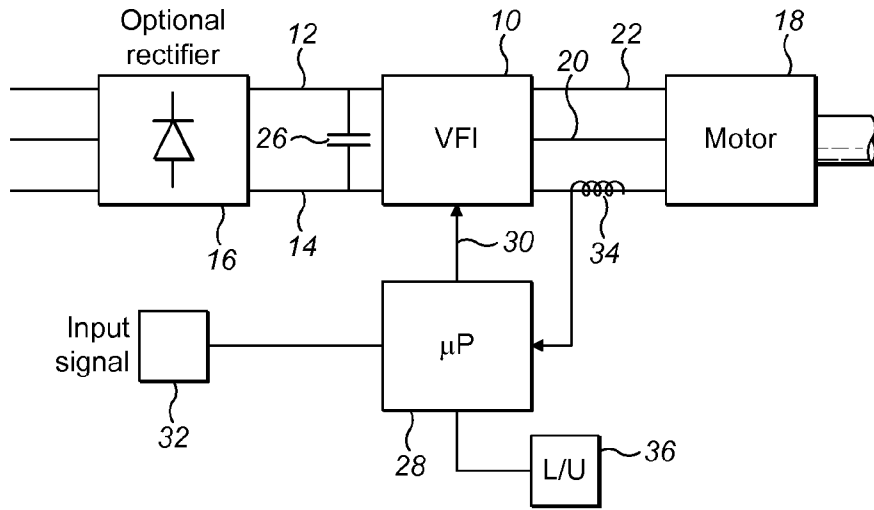 Optional
rectifier
12
10
22
18
20
26
VFI
Motor
16
14
30
34
Input
signal
μP
32
28
L/U
36